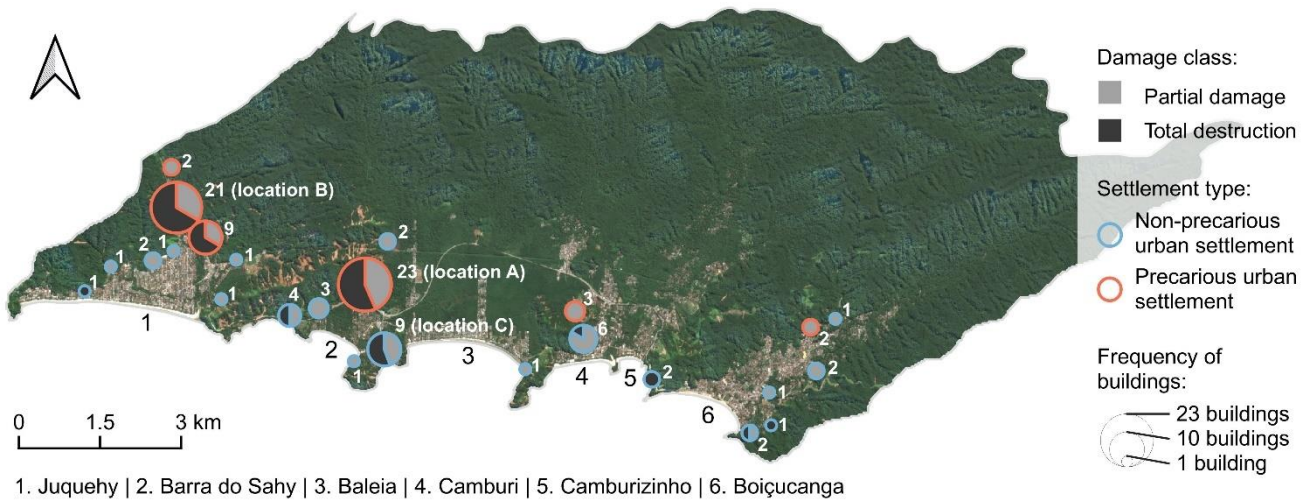 Damage class:
Partial damage
Total destruction
Settlement type:
Non-precarious
urban settlement
Precarious urban
settlement
Frequency of
buildings:
23 buildings
10 buildings
1 building
2
21 (location B)
9
1
2
1
1
1
1
2
23 (location A)
4
3
9 (location C)
1
3
6
1
2
1
2
2
1
1
2
1
2
3
4
5
6
0 1.5 3 km
1. Juquehy | 2. Barra do Sahy | 3. Baleia | 4. Camburi | 5. Camburizinho | 6. Boiçucanga